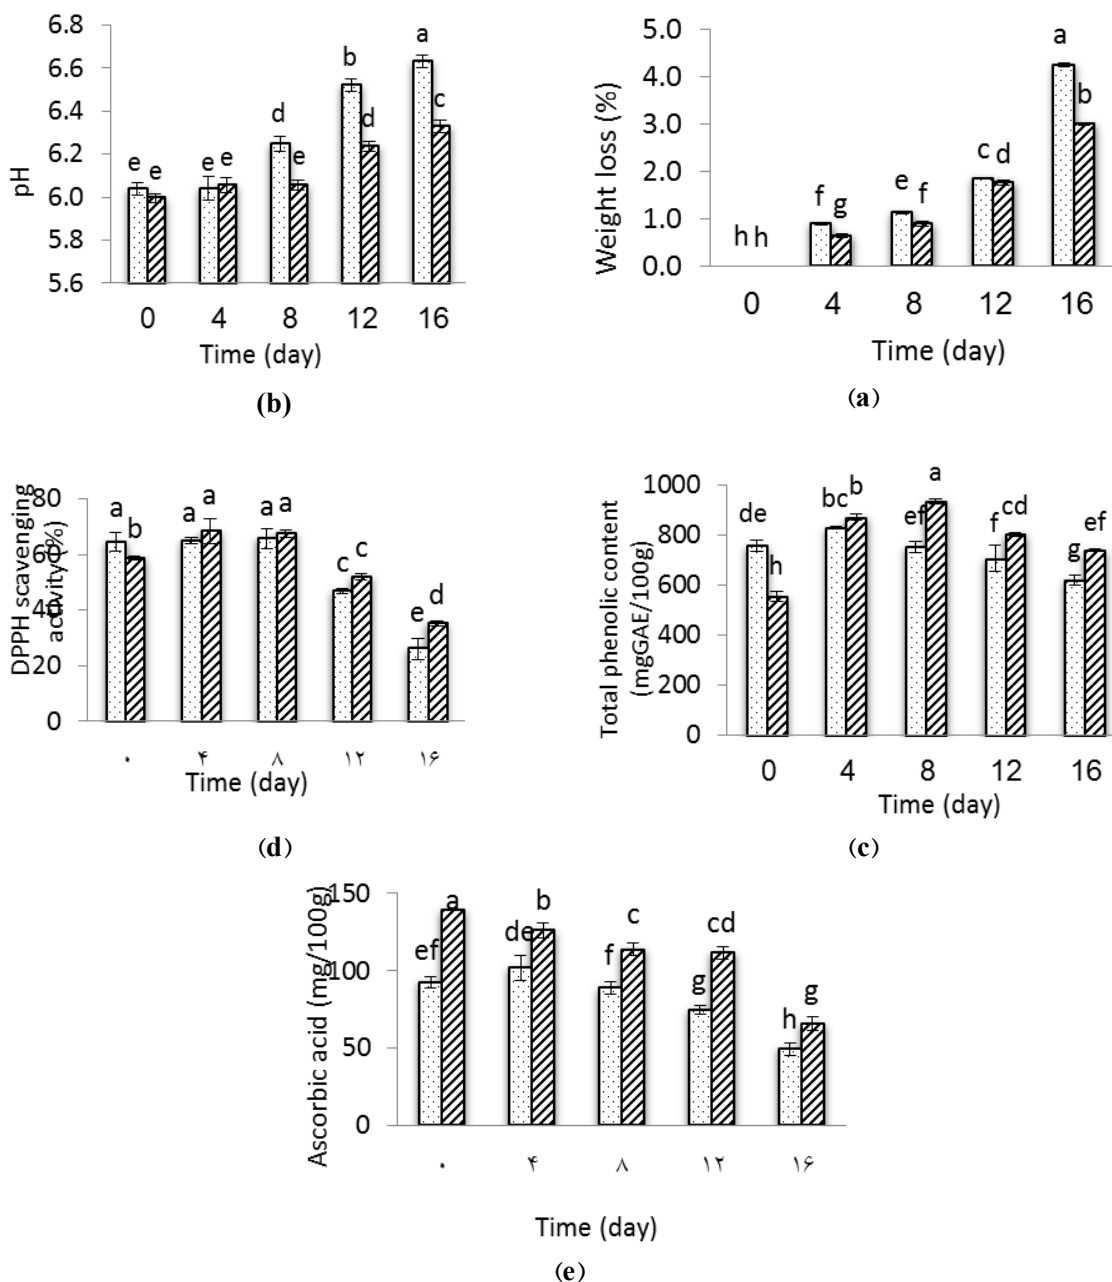 6.8
6.6
6.4
6.2
6.0
5.8
5.6
pH
e e e e d e b d a c
0 4 8 12 16
Time (day)
(b)
5.0
4.0
3.0
2.0
1.0
0.0
Weight loss (%)
h h f g e f c d a b
0 4 8 12 16
Time (day)
(a)
80
60
40
20
0
DPPH scavenging
activity (%)
a b a a a a c c e d
۰ ۴ ۸ ۱۲ ۱۶
Time (day)
(d)
1000
800
600
400
200
0
Total phenolic content
(mgGAE/100g)
de h bc b ef a f cd g ef
0 4 8 12 16
Time (day)
(c)
150
100
50
0
Ascorbic acid (mg/100g)
ef a de b f c g cd h g
۰ ۴ ۸ ۱۲ ۱۶
Time (day)
(e)